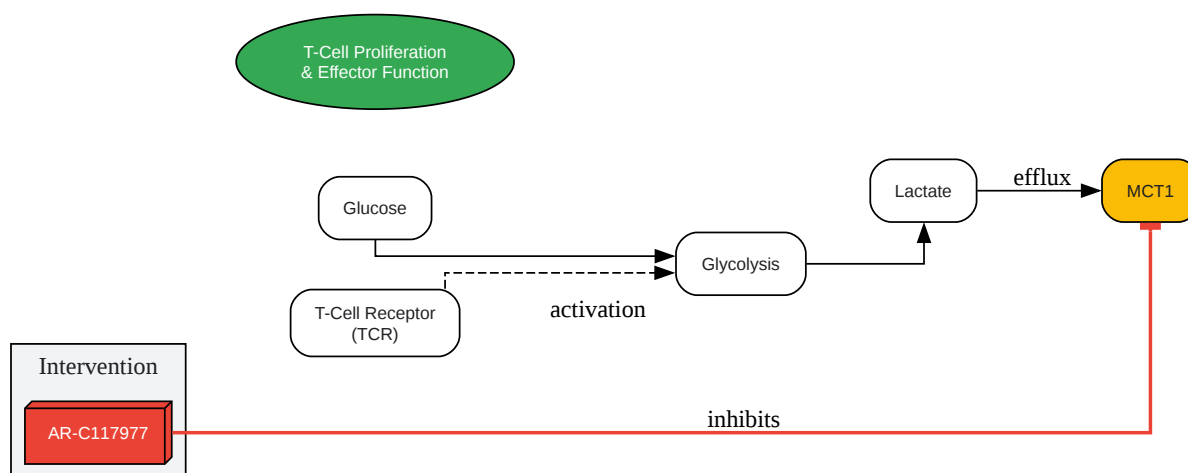 T-Cell Proliferation
& Effector Function
Glucose
Lactate
efflux
MCT1
Glycolysis
T-Cell Receptor
(TCR)
activation
Intervention
AR-C117977
inhibits